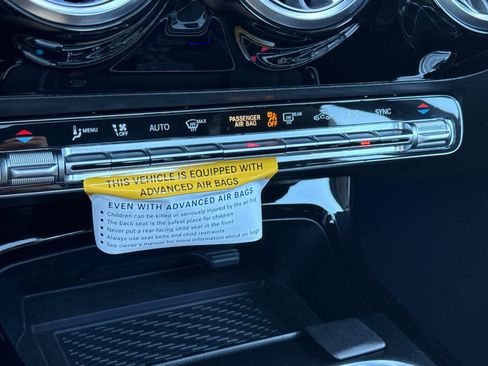 MENU
OFF
AUTO
MAX
PASSENGER
AIR BAG
OFF
REAR
A/C
SYNC
THIS VEHICLE IS EQUIPPED WITH
ADVANCED AIR BAGS
EVEN WITH ADVANCED AIR BAGS
• Children can be killed or seriously injured by the air bag
• The back seat is the safest place for children
• Never put a rear-facing child seat in the front
• Always use seat belts and child restraints
• See owner's manual for more information about air bags